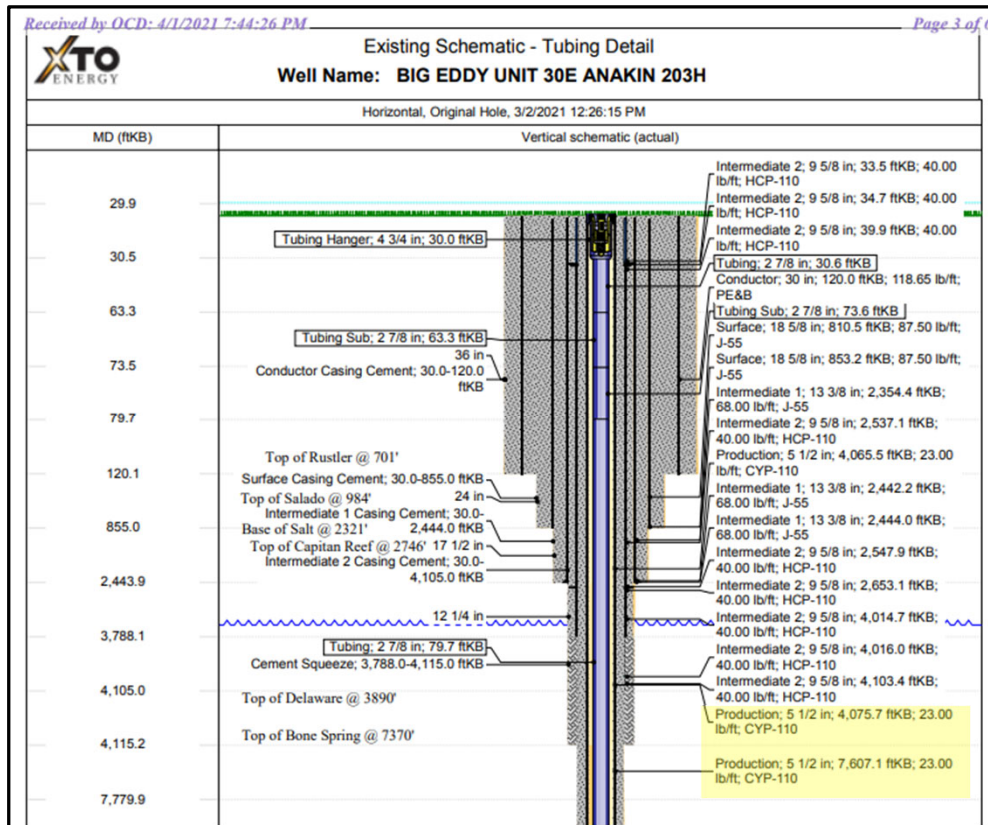 Received by OCD: 4/1/2021 7:44:26 PM
Page 3 of
XTO
ENERGY
Existing Schematic - Tubing Detail
Well Name: BIG EDDY UNIT 30E ANAKIN 203H
Horizontal, Original Hole, 3/2/2021 12:26:15 PM
MD (ftKB)
Vertical schematic (actual)
29.9
30.5
63.3
73.5
79.7
120.1
855.0
2,443.9
3,788.1
4,105.0
4,115.2
7,779.9
Tubing Hanger; 4 3/4 in; 30.0 ftKB
Tubing Sub; 2 7/8 in; 63.3 ftKB
36 in
Conductor Casing Cement; 30.0-120.0
ftKB
Top of Rustler @ 701'
Surface Casing Cement; 30.0-855.0 ftKB
Top of Salado @ 984'
24 in
Intermediate 1 Casing Cement; 30.0-
Base of Salt @ 2321'
2,444.0 ftKB
Top of Capitan Reef @ 2746'
17 1/2 in
Intermediate 2 Casing Cement; 30.0-
4,105.0 ftKB
12 1/4 in
Tubing; 2 7/8 in; 79.7 ftKB
Cement Squeeze; 3,788.0-4,115.0 ftKB
Top of Delaware @ 3890'
Top of Bone Spring @ 7370'
Intermediate 2; 9 5/8 in; 33.5 ftKB; 40.00
lb/ft; HCP-110
Intermediate 2; 9 5/8 in; 34.7 ftKB; 40.00
lb/ft; HCP-110
Intermediate 2; 9 5/8 in; 39.9 ftKB; 40.00
lb/ft; HCP-110
Tubing; 2 7/8 in; 30.6 ftKB
Conductor; 30 in; 120.0 ftKB; 118.65 lb/ft;
PE&B
Tubing Sub; 2 7/8 in; 73.6 ftKB
Surface; 18 5/8 in; 810.5 ftKB; 87.50 lb/ft;
J-55
Surface; 18 5/8 in; 853.2 ftKB; 87.50 lb/ft;
J-55
Intermediate 1; 13 3/8 in; 2,354.4 ftKB;
68.00 lb/ft; J-55
Intermediate 2; 9 5/8 in; 2,537.1 ftKB;
40.00 lb/ft; HCP-110
Production; 5 1/2 in; 4,065.5 ftKB; 23.00
lb/ft; CYP-110
Intermediate 1; 13 3/8 in; 2,442.2 ftKB;
68.00 lb/ft; J-55
Intermediate 1; 13 3/8 in; 2,444.0 ftKB;
68.00 lb/ft; J-55
Intermediate 2; 9 5/8 in; 2,547.9 ftKB;
40.00 lb/ft; HCP-110
Intermediate 2; 9 5/8 in; 2,653.1 ftKB;
40.00 lb/ft; HCP-110
Intermediate 2; 9 5/8 in; 4,014.7 ftKB;
40.00 lb/ft; HCP-110
Intermediate 2; 9 5/8 in; 4,016.0 ftKB;
40.00 lb/ft; HCP-110
Intermediate 2; 9 5/8 in; 4,103.4 ftKB;
40.00 lb/ft; HCP-110
Production; 5 1/2 in; 4,075.7 ftKB; 23.00
lb/ft; CYP-110
Production; 5 1/2 in; 7,607.1 ftKB; 23.00
lb/ft; CYP-110